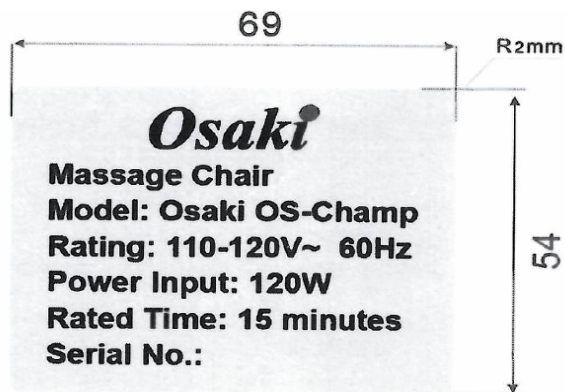 69
R2mm
Osaki
Massage Chair
Model: Osaki OS-Champ
Rating: 110-120V~ 60Hz
Power Input: 120W
Rated Time: 15 minutes
Serial No.:
54